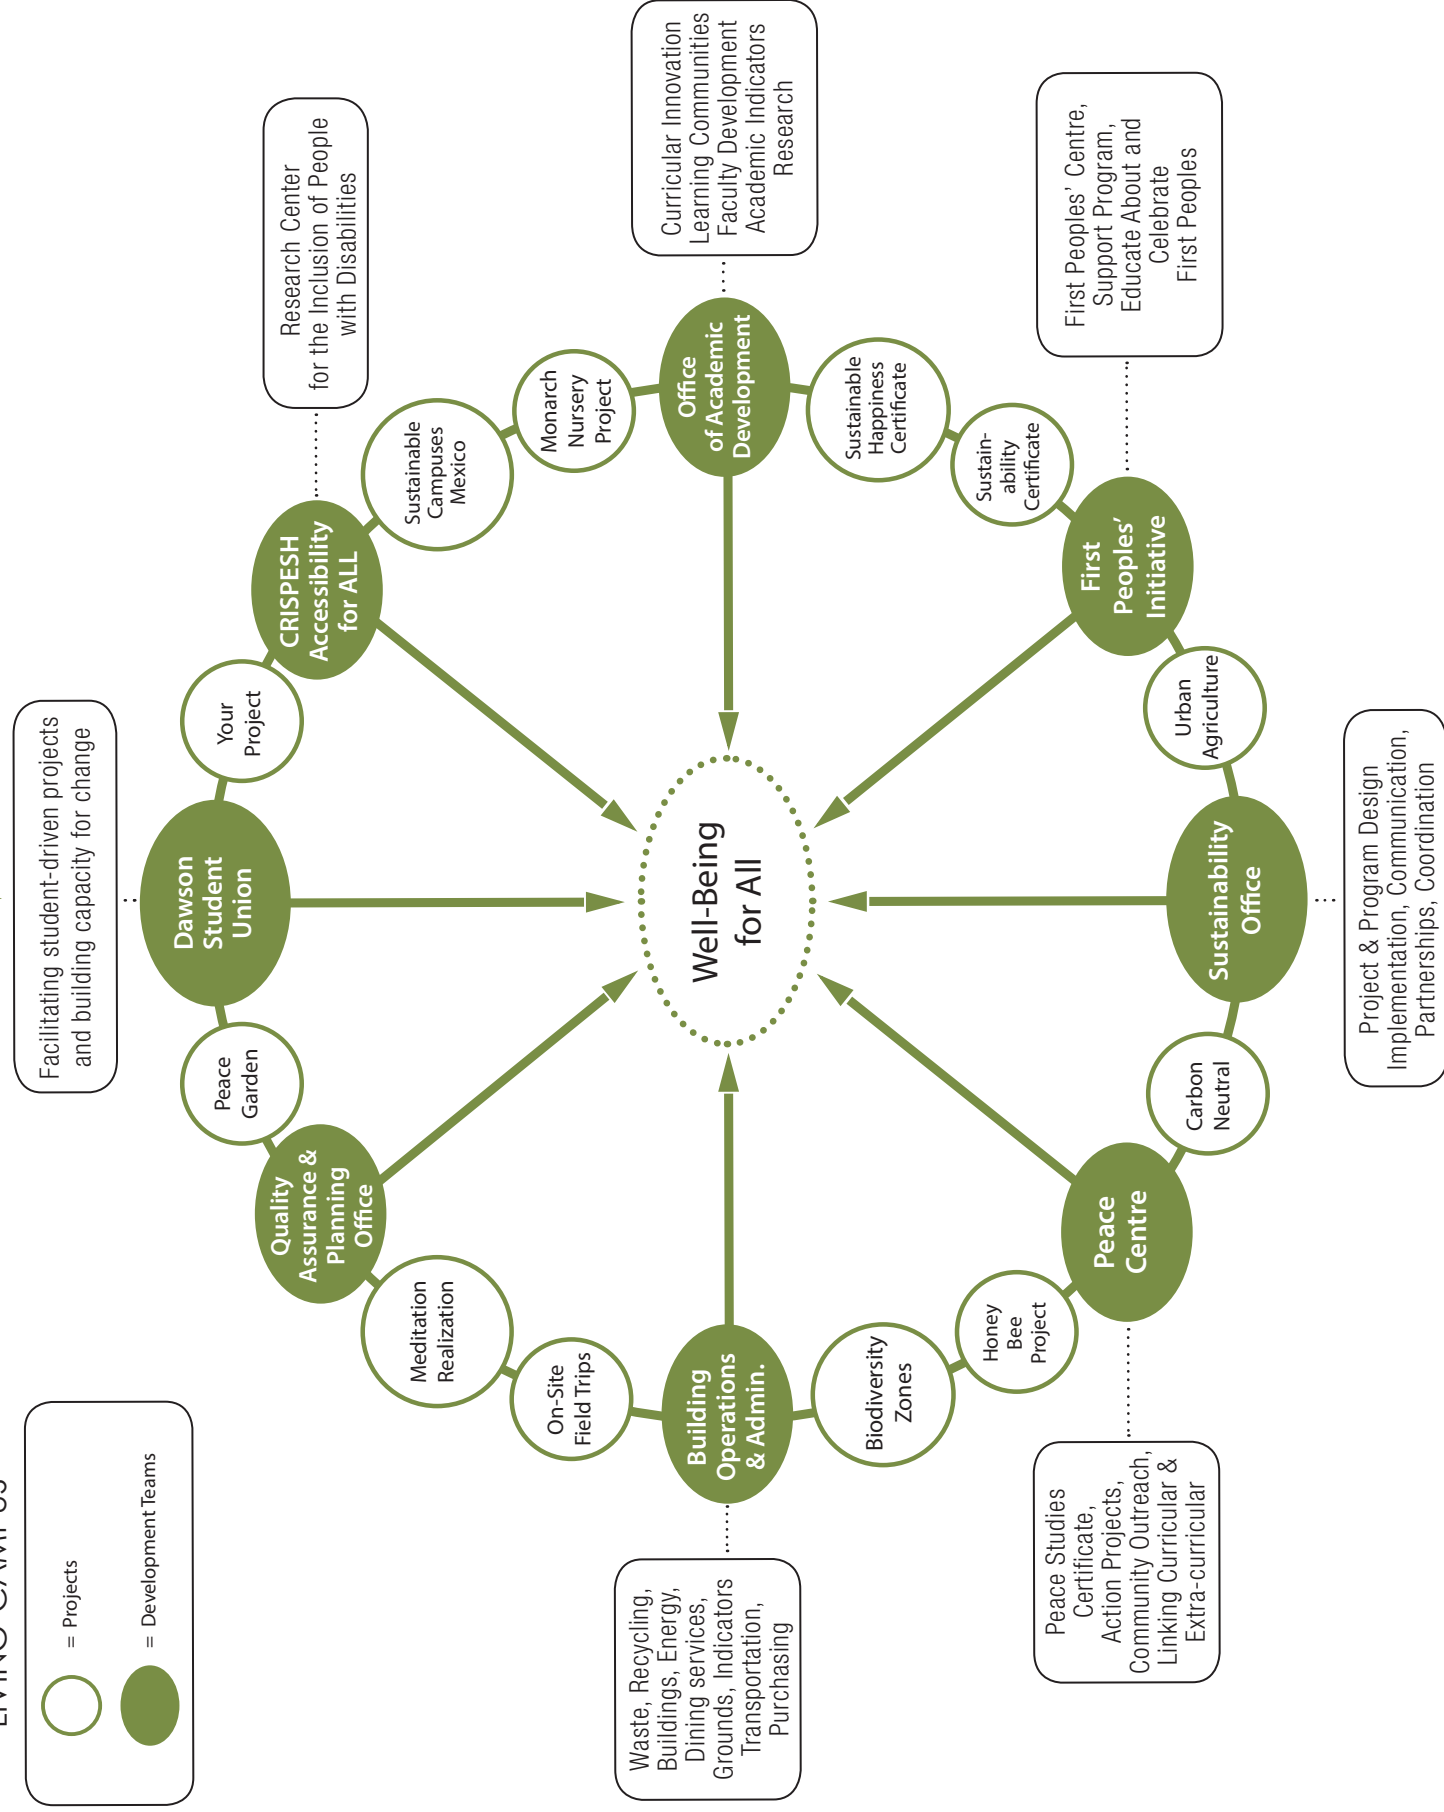 LIVING CAMPUS
= Projects
= Development Teams
Facilitating student-driven projects
and building capacity for change
Dawson
Student
Union
Your
Project
CRISPESH
Accessibility
for ALL
Research Center
for the Inclusion of People
with Disabilities
Sustainable
Campuses
Mexico
Monarch
Nursery
Project
Office
of Academic
Development
Curricular Innovation
Learning Communities
Faculty Development
Academic Indicators
Research
Sustainable
Happiness
Certificate
Sustain-
ability
Certificate
First
Peoples’
Initiative
First Peoples’ Centre,
Support Program,
Educate About and
Celebrate
First Peoples
Urban
Agriculture
Sustainability
Office
Project & Program Design
Implementation, Communication,
Partnerships, Coordination
Carbon
Neutral
Peace
Centre
Peace Studies
Certificate,
Action Projects,
Community Outreach,
Linking Curricular &
Extra-curricular
Honey
Bee
Project
Biodiversity
Zones
Building
Operations
& Admin.
Waste, Recycling,
Buildings, Energy,
Dining services,
Grounds, Indicators
Transportation,
Purchasing
On-Site
Field Trips
Meditation
Realization
Quality
Assurance &
Planning
Office
Peace
Garden
Well-Being
for All